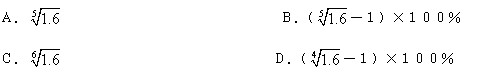 A. ⁵√1.6 B. (⁵√1.6－1)×１００％
C. ⁶√1.6 D. (⁴√1.6－1)×１００％